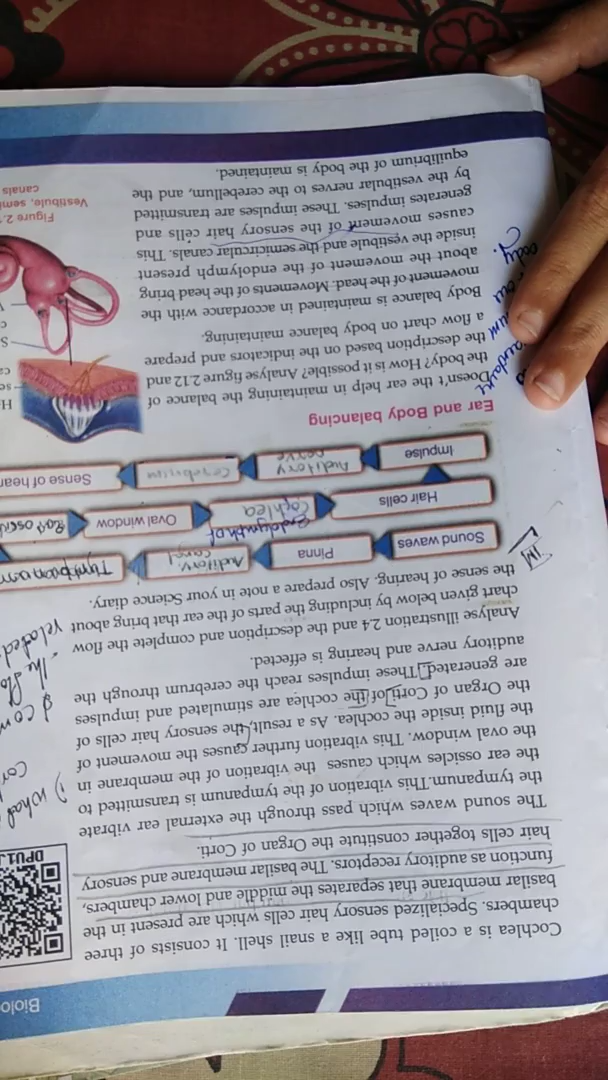 Biolo
Cochlea is a coiled tube like a snail shell. It consists of three
chambers. Specialized sensory hair cells which are present in the
basilar membrane that separates the middle and lower chambers,
function as auditory receptors. The basilar membrane and sensory
hair cells together constitute the Organ of Corti.
DPU1J
The sound waves which pass through the external ear vibrate
the tympanum.This vibration of the tympanum is transmitted to
the ear ossicles which causes the vibration of the membrane in
the oval window. This vibration further causes the movement of
the fluid inside the cochlea. As a result, the sensory hair cells of
the Organ of Corti of the cochlea are stimulated and impulses
are generated. These impulses reach the cerebrum through the
auditory nerve and hearing is effected.
Analyse illustration 2.4 and the description and complete the flow
chart given below by including the parts of the ear that bring about
the sense of hearing. Also prepare a note in your Science diary.
related
Sound waves
Pinna
Auditory
canal
Tympanum
Hair cells
Endolymph of
Cochlea
Oval window
Impulse
Auditory
nerve
Cerebrum
Sense of hear
Ear and Body balancing
Doesn't the ear help in maintaining the balance of
the body? How is it possible? Analyse figure 2.12 and
the description based on the indicators and prepare
a flow chart on body balance maintaining.
Body balance is maintained in accordance with the
movement of the head. Movements of the head bring
about the movement of the endolymph present
inside the vestibule and the semicircular canals. This
causes movement of the sensory hair cells and
generates impulses. These impulses are transmitted
by the vestibular nerves to the cerebellum, and the
equilibrium of the body is maintained.
H
se
ca
S
c
V
Figure 2.
Vestibule, semi
canals